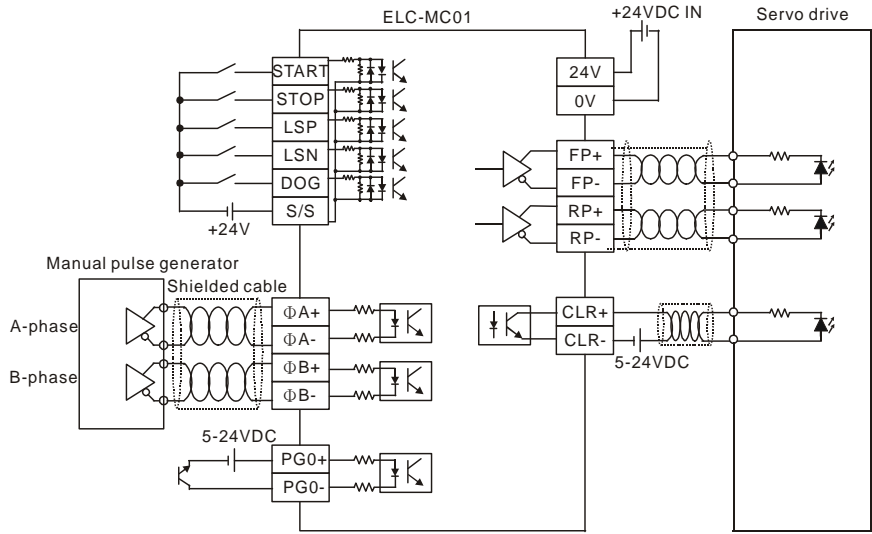 ELC-MC01
+24VDC IN
Servo drive
START
STOP
LSP
LSN
DOG
S/S
+24V
24V
0V
FP+
FP-
RP+
RP-
Manual pulse generator
Shielded cable
A-phase
B-phase
ΦA+
ΦA-
ΦB+
ΦB-
CLR+
CLR-
5-24VDC
5-24VDC
PG0+
PG0-